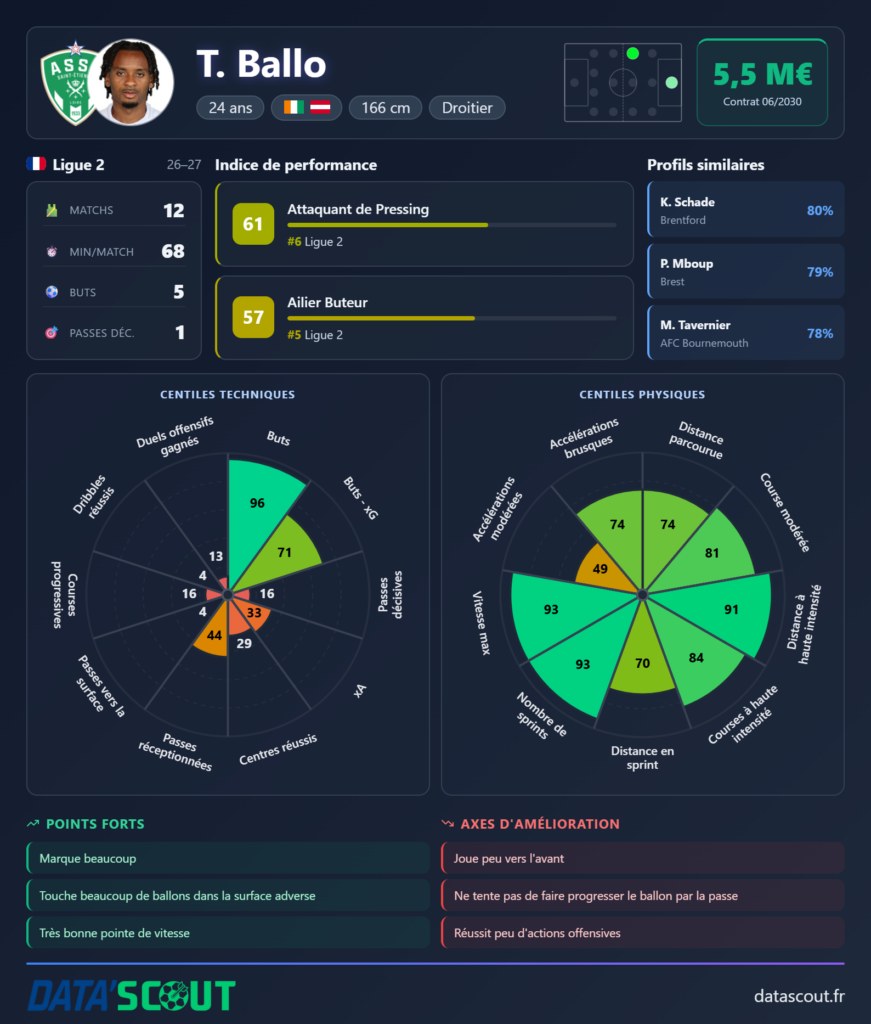 ASS
SAINT-ÉTIENNE
T. Ballo
24 ans
166 cm
Droitier
5,5 M€
Contrat 06/2030
Ligue 2
26–27
MATCHS
12
MIN/MATCH
68
BUTS
5
PASSES DÉC.
1
Indice de performance
61
Attaquant de Pressing
#6 Ligue 2
57
Ailier Buteur
#5 Ligue 2
Profils similaires
K. Schade
Brentford
80%
P. Mboup
Brest
79%
M. Tavernier
AFC Bournemouth
78%
CENTILES TECHNIQUES
Buts
96
Buts - xG
71
Passes
décisives
16
xA
33
Centres réussis
29
Passes
réceptionnées
44
Passes vers la
surface
4
Courses
progressives
16
Dribbles
réussis
4
Duels offensifs
gagnés
13
CENTILES PHYSIQUES
Distance
parcourue
74
Course modérée
81
Distance à
haute intensité
91
Courses à haute
intensité
84
Distance en
sprint
70
Nombre de
sprints
93
Vitesse max
93
Accélérations
modérées
49
Accélérations
brusques
74
POINTS FORTS
Marque beaucoup
Touche beaucoup de ballons dans la surface adverse
Très bonne pointe de vitesse
AXES D'AMÉLIORATION
Joue peu vers l'avant
Ne tente pas de faire progresser le ballon par la passe
Réussit peu d'actions offensives
DATA'SCOUT
datascout.fr